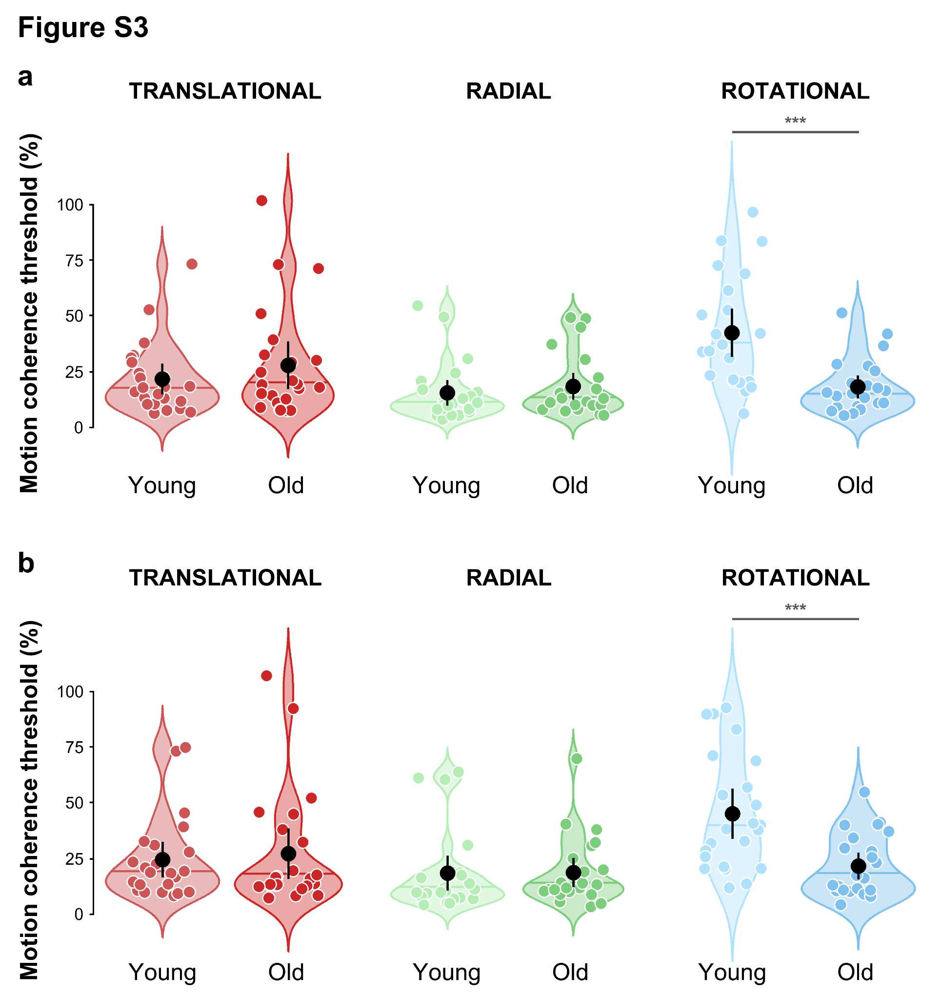 Figure S3
a
TRANSLATIONAL RADIAL ROTATIONAL
***
Motion coherence threshold (%)
100
75
50
25
0
Young Old Young Old Young Old
b
TRANSLATIONAL RADIAL ROTATIONAL
***
Motion coherence threshold (%)
100
75
50
25
0
Young Old Young Old Young Old